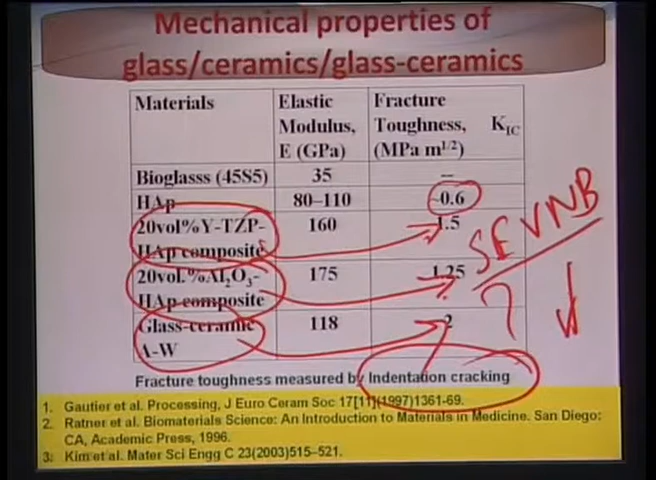 Mechanical properties of
glass/ceramics/glass-ceramics
Materials
Elastic
Modulus,
E (GPa)
Fracture
Toughness, K_IC
(MPa m^1/2)
Bioglasss (45S5) 35 --
HAp 80–110 ~0.6
20vol%Y-TZP-
HAp composite 160 1.5
20vol.%Al₂O₃-
HAp composite 175 1.25
Glass-ceramic
A-W 118 2
SEVNB
?
Fracture toughness measured by Indentation cracking
1. Gautier et al. Processing, J Euro Ceram Soc 17[11](1997)1361-69.
2. Ratner et al. Biomaterials Science: An Introduction to Materials in Medicine. San Diego:
CA, Academic Press, 1996.
3. Kim et al. Mater Sci Engg C 23(2003)515–521.